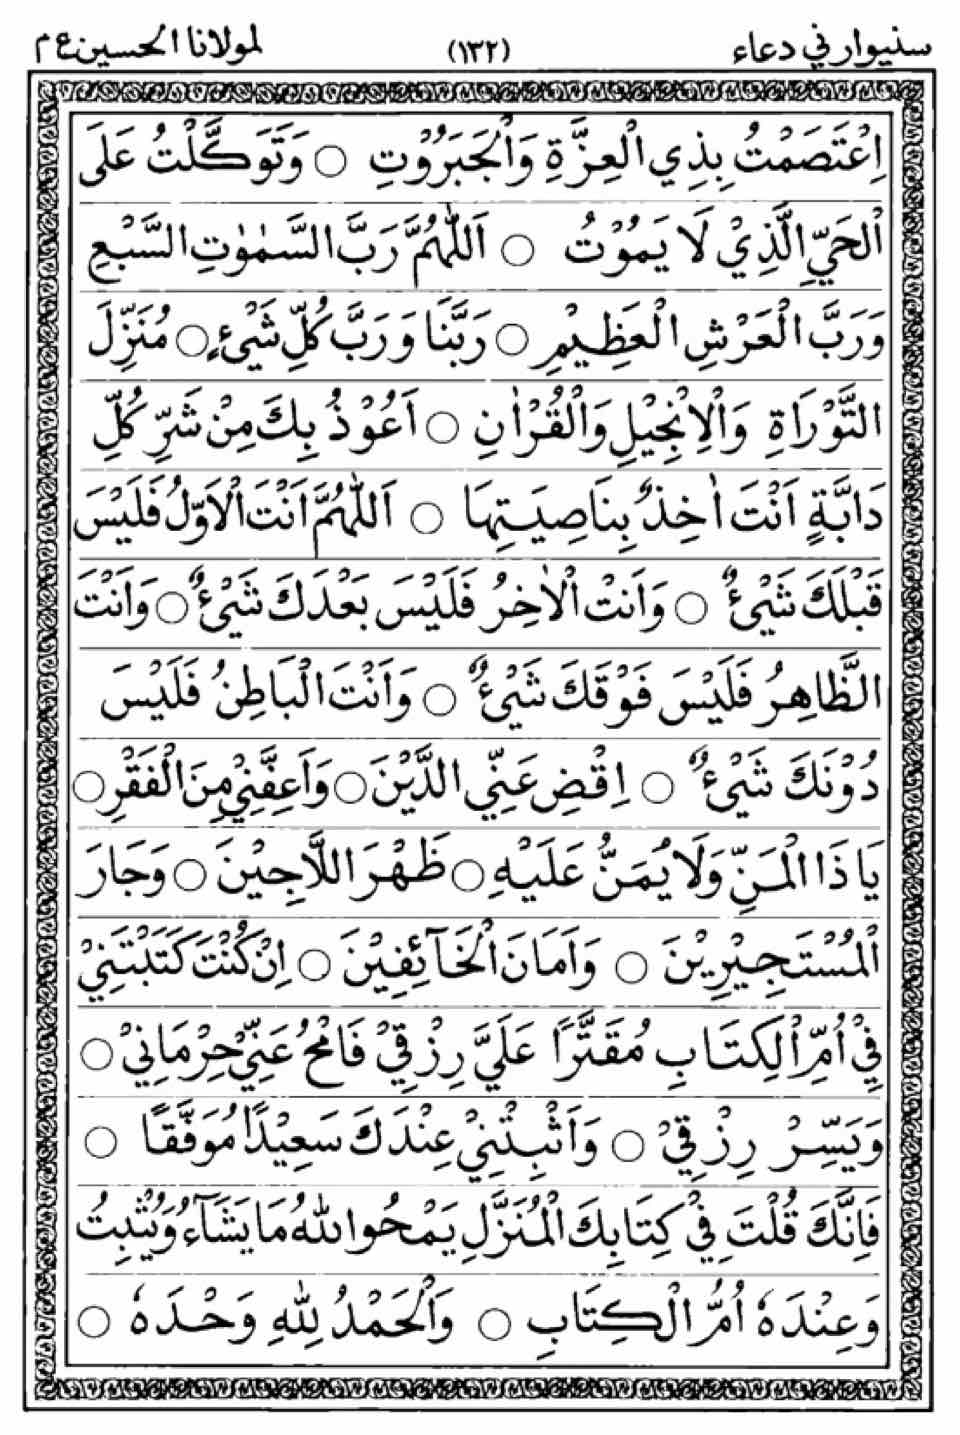 سنيوار ني دعاء (١٣٢) لمولانا الحسين ع م
اِعْتَصَمْتُ بِذِي الْعِزَّةِ وَالْجَبَرُوْتِ ○ وَتَوَكَّلْتُ عَلَى
الْحَيِّ الَّذِيْ لَا يَمُوْتُ ○ اَللّٰهُمَّ رَبَّ السَّمٰوٰتِ السَّبْعِ
وَرَبَّ الْعَرْشِ الْعَظِيْمِ ○ رَبَّنَا وَرَبَّ كُلِّ شَيْءٍ ○ مُنَزِّلَ
التَّوْرَاةِ وَالْاِنْجِيْلِ وَالْقُرْاٰنِ ○ اَعُوْذُ بِكَ مِنْ شَرِّ كُلِّ
دَابَّةٍ اَنْتَ اٰخِذٌ بِنَاصِيَتِهَا ○ اَللّٰهُمَّ اَنْتَ الْاَوَّلُ فَلَيْسَ
قَبْلَكَ شَيْءٌ ○ وَاَنْتَ الْاٰخِرُ فَلَيْسَ بَعْدَكَ شَيْءٌ ○ وَاَنْتَ
الظَّاهِرُ فَلَيْسَ فَوْقَكَ شَيْءٌ ○ وَاَنْتَ الْبَاطِنُ فَلَيْسَ
دُوْنَكَ شَيْءٌ ○ اِقْضِ عَنِّي الدَّيْنَ ○ وَاَعِفَّنِيْ مِنَ الْفَقْرِ ○
يَا ذَا الْمَنِّ وَلَا يُمَنُّ عَلَيْهِ ○ ظَهْرَ اللَّاجِيْنَ ○ وَجَارَ
الْمُسْتَجِيْرِيْنَ ○ وَاَمَانَ الْخَآئِفِيْنَ ○ اِنْ كُنْتَ كَتَبْتَنِيْ
فِيْ اُمِّ الْكِتَابِ مُقَتَّرًا عَلَيَّ رِزْقِيْ فَامْحُ عَنِّيْ حِرْمَانِيْ ○
وَيَسِّرْ رِزْقِيْ ○ وَاَثْبِتْنِيْ عِنْدَكَ سَعِيْدًا مُوَفَّقًا ○
فَاِنَّكَ قُلْتَ فِيْ كِتَابِكَ الْمُنَزَّلِ يَمْحُو اللّٰهُ مَا يَشَآءُ وَيُثْبِتُ
وَعِنْدَهٗ اُمُّ الْكِتَابِ ○ وَالْحَمْدُ لِلّٰهِ وَحْدَهٗ ○